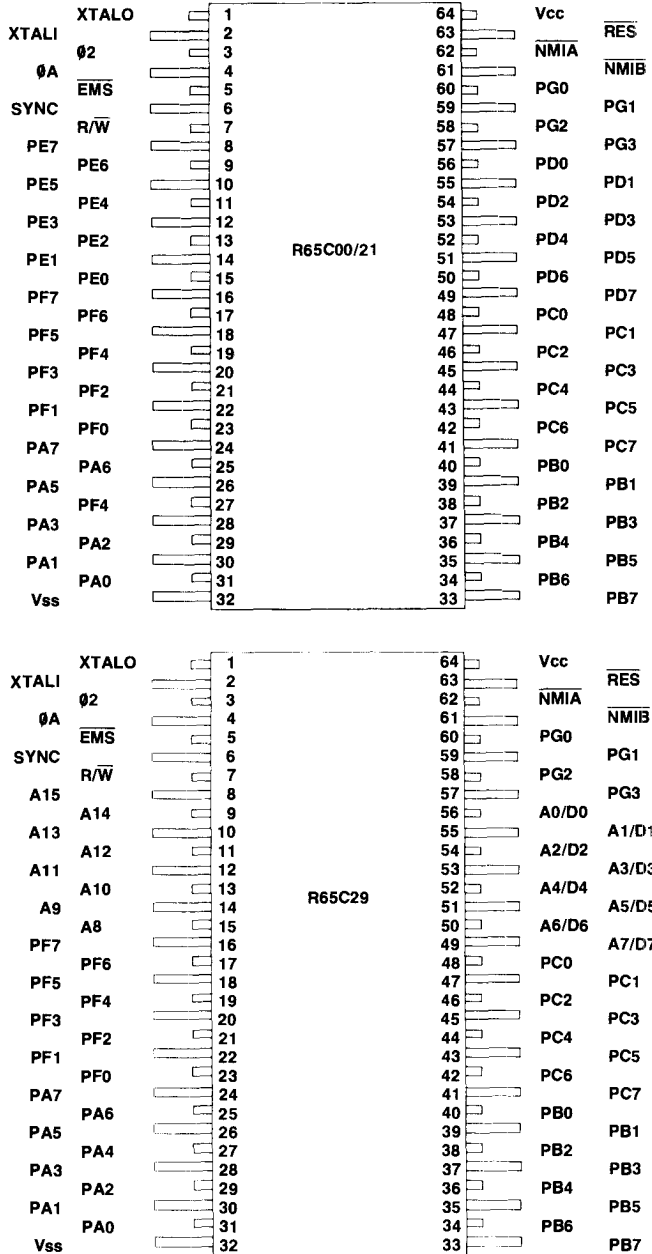 XTALO 1 64 Vcc
XTALI 2 63 RES
Ø2 3 62 NMIA
ØA 4 61 NMIB
EMS 5 60 PG0
SYNC 6 59 PG1
R/W 7 58 PG2
PE7 8 57 PG3
PE6 9 56 PD0
PE5 10 55 PD1
PE4 11 54 PD2
PE3 12 53 PD3
PE2 13 R65C00/21 52 PD4
PE1 14 51 PD5
PE0 15 50 PD6
PF7 16 49 PD7
PF6 17 48 PC0
PF5 18 47 PC1
PF4 19 46 PC2
PF3 20 45 PC3
PF2 21 44 PC4
PF1 22 43 PC5
PF0 23 42 PC6
PA7 24 41 PC7
PA6 25 40 PB0
PA5 26 39 PB1
PF4 27 38 PB2
PA3 28 37 PB3
PA2 29 36 PB4
PA1 30 35 PB5
PA0 31 34 PB6
Vss 32 33 PB7
XTALO 1 64 Vcc
XTALI 2 63 RES
Ø2 3 62 NMIA
ØA 4 61 NMIB
EMS 5 60 PG0
SYNC 6 59 PG1
R/W 7 58 PG2
A15 8 57 PG3
A14 9 56 A0/D0
A13 10 55 A1/D1
A12 11 54 A2/D2
A11 12 53 A3/D3
A10 13 R65C29 52 A4/D4
A9 14 51 A5/D5
A8 15 50 A6/D6
PF7 16 49 A7/D7
PF6 17 48 PC0
PF5 18 47 PC1
PF4 19 46 PC2
PF3 20 45 PC3
PF2 21 44 PC4
PF1 22 43 PC5
PF0 23 42 PC6
PA7 24 41 PC7
PA6 25 40 PB0
PA5 26 39 PB1
PA4 27 38 PB2
PA3 28 37 PB3
PA2 29 36 PB4
PA1 30 35 PB5
PA0 31 34 PB6
Vss 32 33 PB7